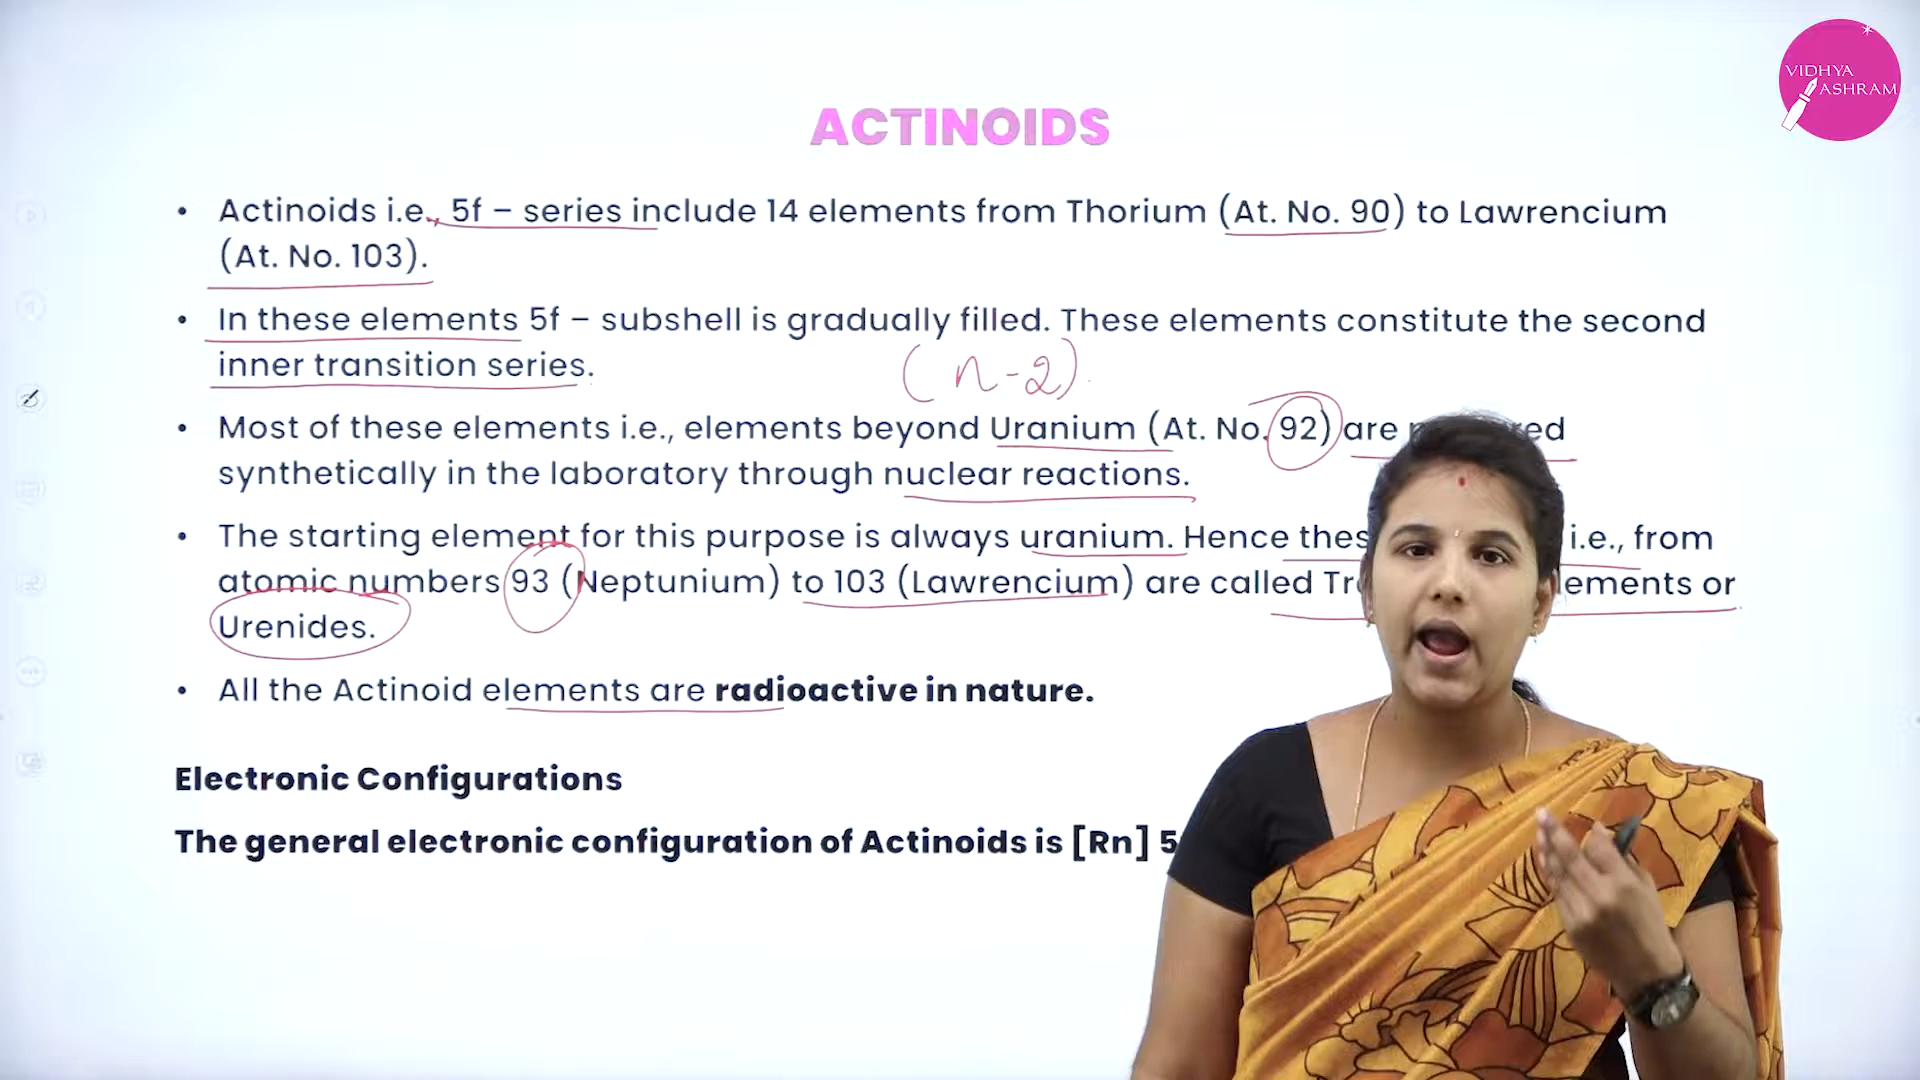 VIDHYA
ASHRAM
ACTINOIDS
• Actinoids i.e., 5f – series include 14 elements from Thorium (At. No. 90) to Lawrencium
(At. No. 103).
• In these elements 5f – subshell is gradually filled. These elements constitute the second
inner transition series.
(n-2)
• Most of these elements i.e., elements beyond Uranium (At. No. 92) are
synthetically in the laboratory through nuclear reactions.
• The starting element for this purpose is always uranium. Hence i.e., from
atomic numbers 93 (Neptunium) to 103 (Lawrencium) are called or
Urenides.
• All the Actinoid elements are radioactive in nature.
Electronic Configurations
The general electronic configuration of Actinoids is [Rn] 5